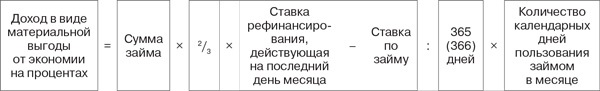 Доход в виде
материальной
выгоды
от экономии
на процентах
=
Сумма
займа
×
2/3
×
Ставка
рефинансиро-
вания,
действующая
на последний
день месяца
–
Ставка
по
займу
:
365
(366)
дней
×
Количество
календарных
дней
пользования
займом
в месяце